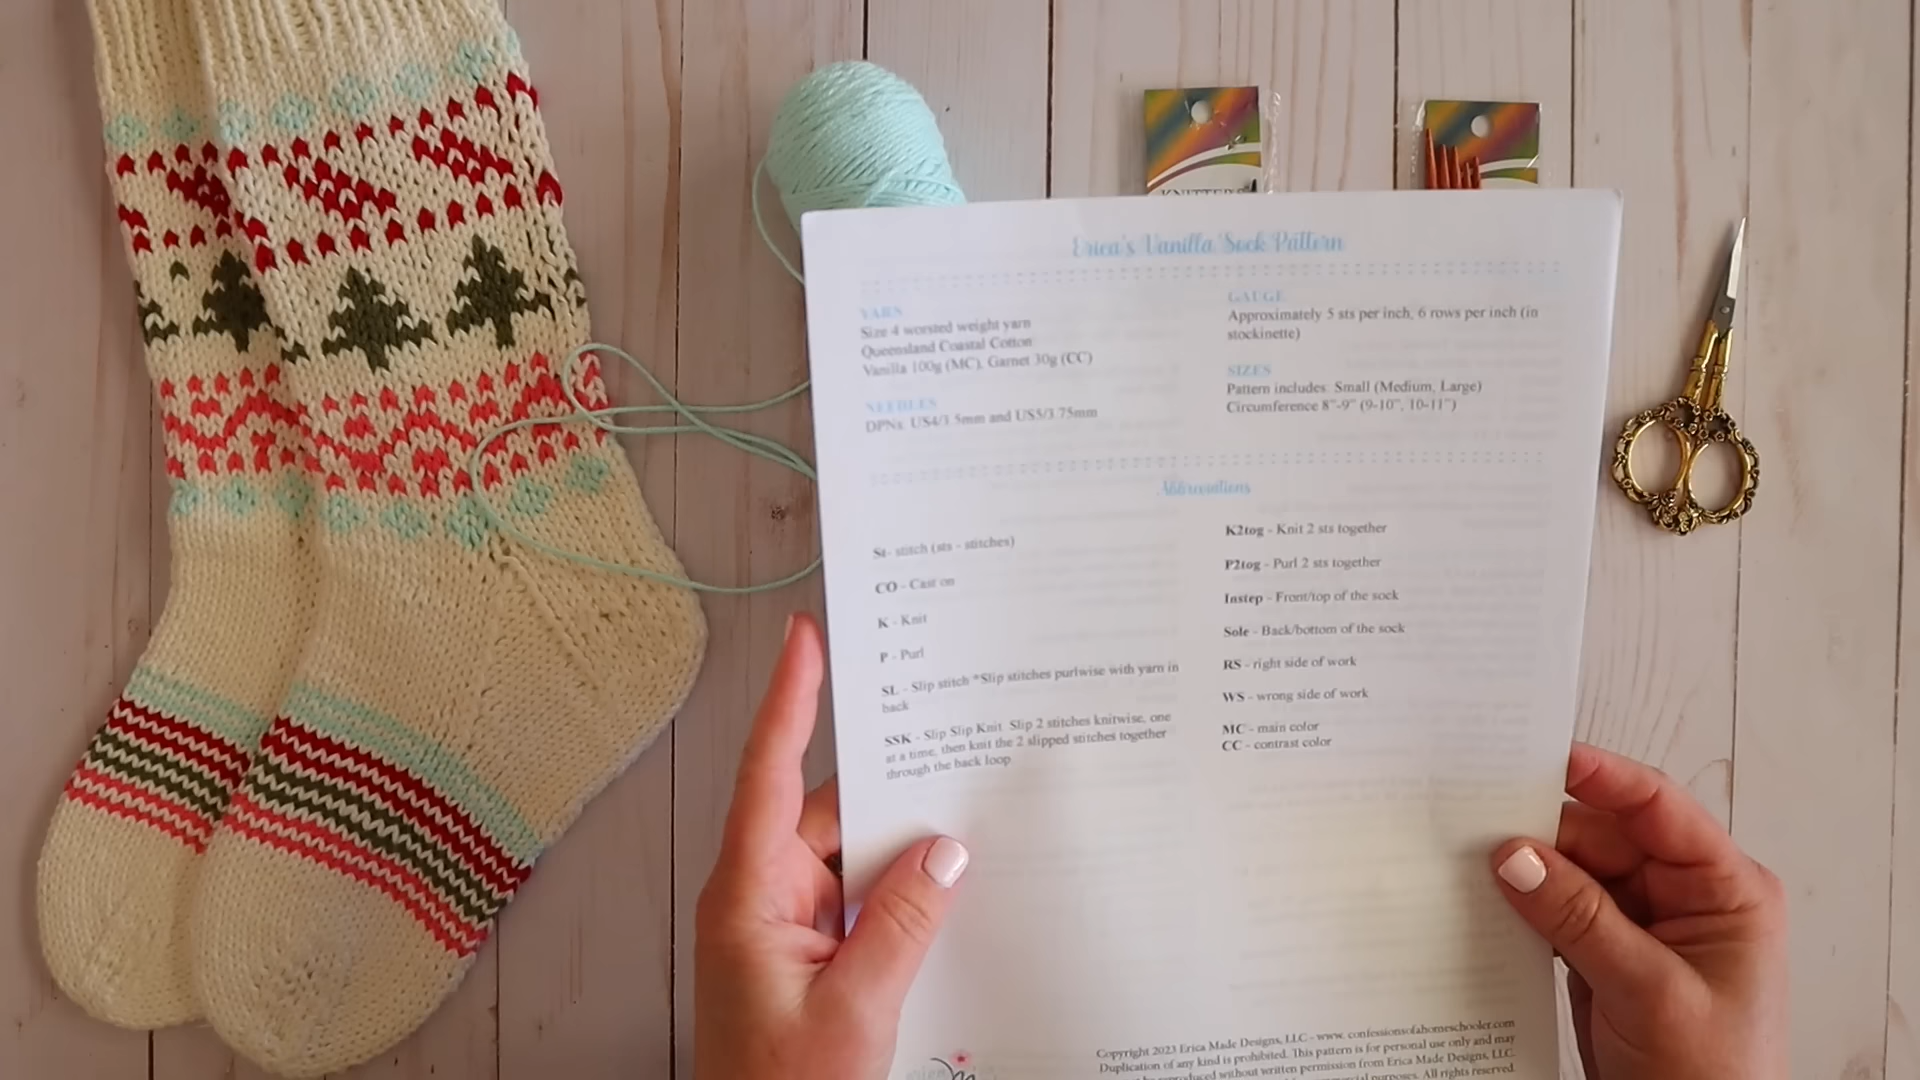 KNITTER'S
Erica's Vanilla Sock Pattern
YARN
Size 4 worsted weight yarn
Queensland Coastal Cotton
Vanilla 100g (MC), Garnet 30g (CC)
NEEDLES
DPNs: US4/3.5mm and US5/3.75mm
GAUGE
Approximately 5 sts per inch, 6 rows per inch (in
stockinette)
SIZES
Pattern includes: Small (Medium, Large)
Circumference 8"-9" (9-10", 10-11")
Abbreviations
St- stitch (sts - stitches)
CO - Cast on
K - Knit
P - Purl
SL - Slip stitch *Slip stitches purlwise with yarn in
back
SSK - Slip Slip Knit. Slip 2 stitches knitwise, one
at a time, then knit the 2 slipped stitches together
through the back loop
K2tog - Knit 2 sts together
P2tog - Purl 2 sts together
Instep - Front/top of the sock
Sole - Back/bottom of the sock
RS - right side of work
WS - wrong side of work
MC - main color
CC - contrast color
Copyright 2023 Erica Made Designs, LLC - www. confessionsofahomeschooler.com
Duplication of any kind is prohibited. This pattern is for personal use only and may
be reproduced without written permission from Erica Made Designs, LLC.
commercial purposes. All rights reserved.